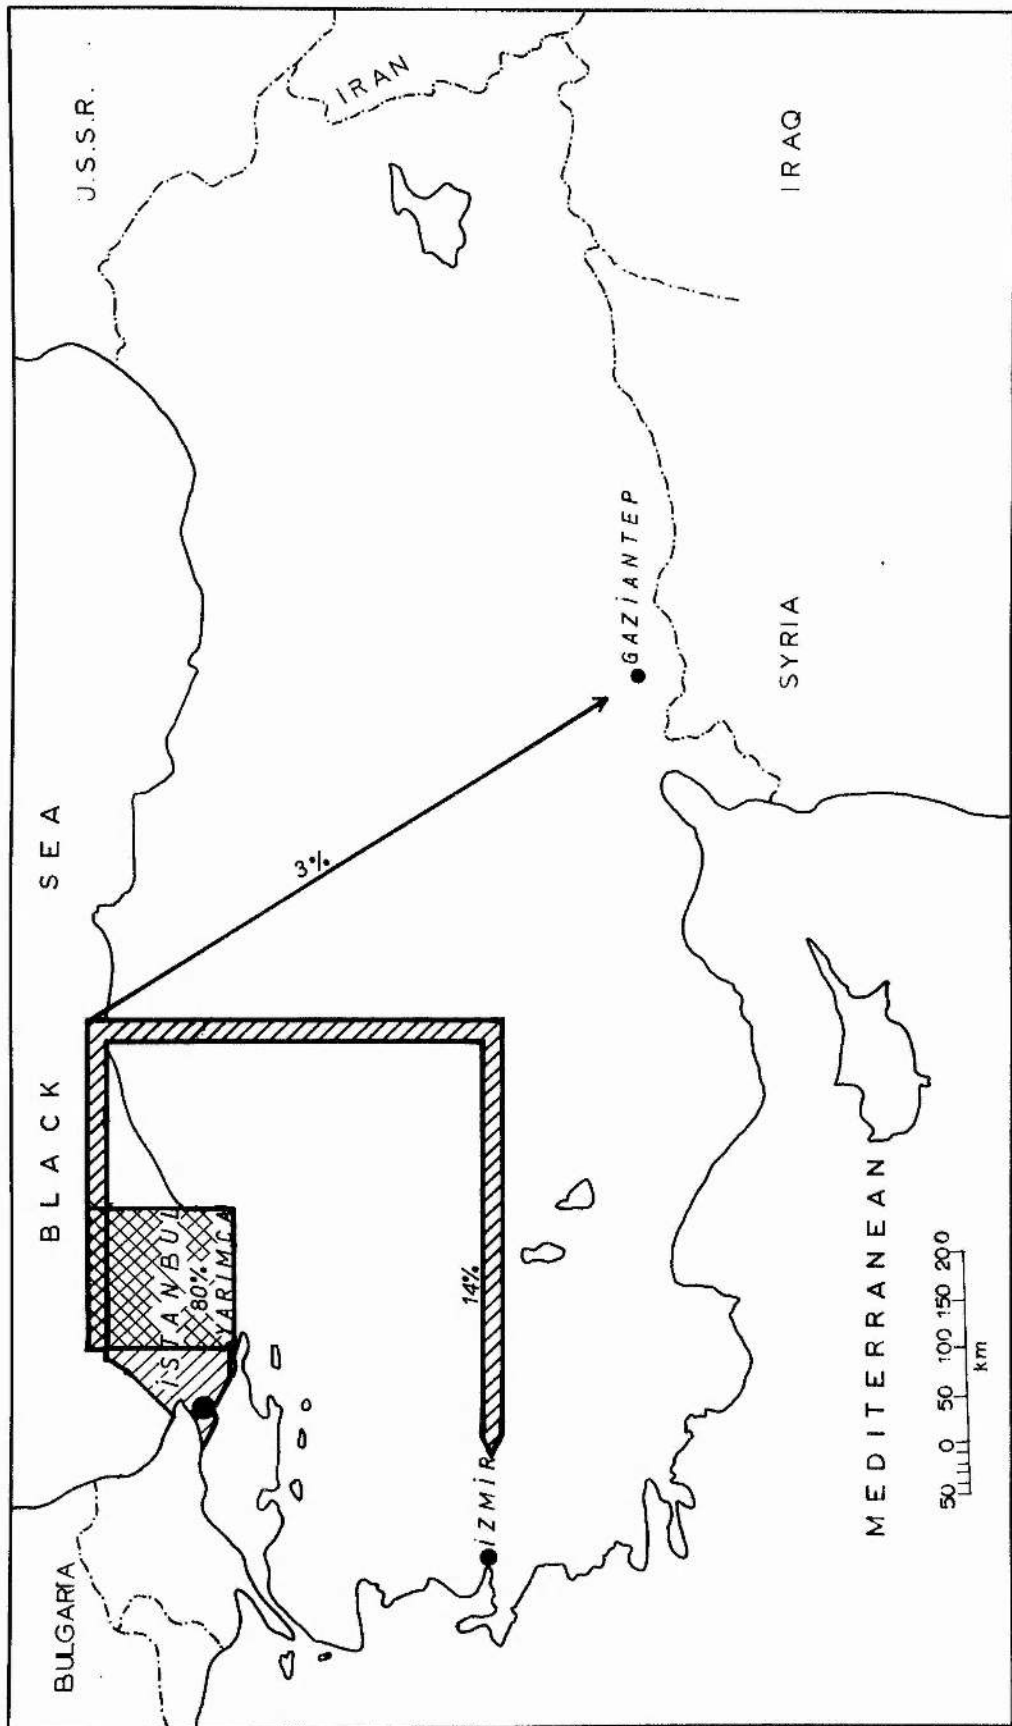 BULGARIA
BLACK SEA
U.S.S.R.
IRAN
IRAQ
SYRIA
İSTANBUL
80%
YARIMCA
3%
14%
İZMİR
GAZİANTEP
MEDITERRANEAN
50 0 50 100 150 200
km